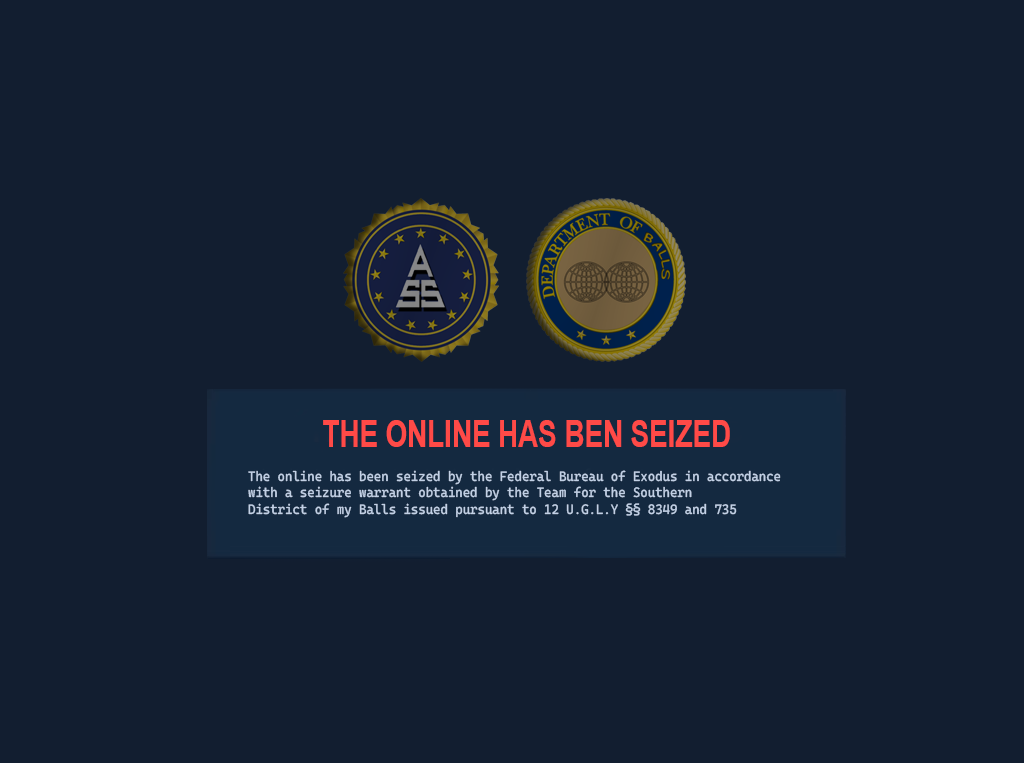 A
SS
DEPARTMENT OF BALLS
THE ONLINE HAS BEN SEIZED
The online has been seized by the Federal Bureau of Exodus in accordance
with a seizure warrant obtained by the Team for the Southern
District of my Balls issued pursuant to 12 U.G.L.Y §§ 8349 and 735